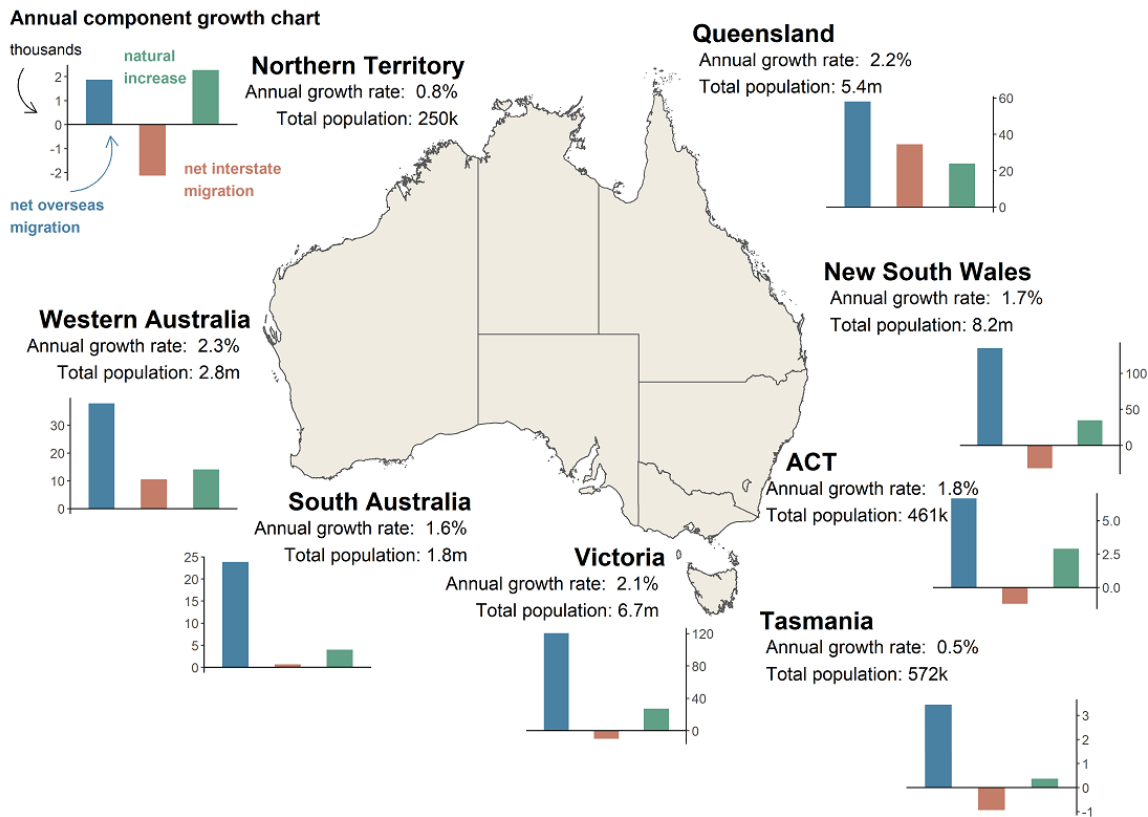 Annual component growth chart
thousands
natural
increase
2
1
0
-1
-2
net interstate
migration
net overseas
migration
Northern Territory
Annual growth rate: 0.8%
Total population: 250k
Queensland
Annual growth rate: 2.2%
Total population: 5.4m
60
40
20
0
New South Wales
Annual growth rate: 1.7%
Total population: 8.2m
100
50
0
Western Australia
Annual growth rate: 2.3%
Total population: 2.8m
30
20
10
0
ACT
Annual growth rate: 1.8%
Total population: 461k
5.0
2.5
0.0
South Australia
Annual growth rate: 1.6%
Total population: 1.8m
25
20
15
10
5
0
Victoria
Annual growth rate: 2.1%
Total population: 6.7m
120
80
40
0
Tasmania
Annual growth rate: 0.5%
Total population: 572k
3
2
1
0
-1